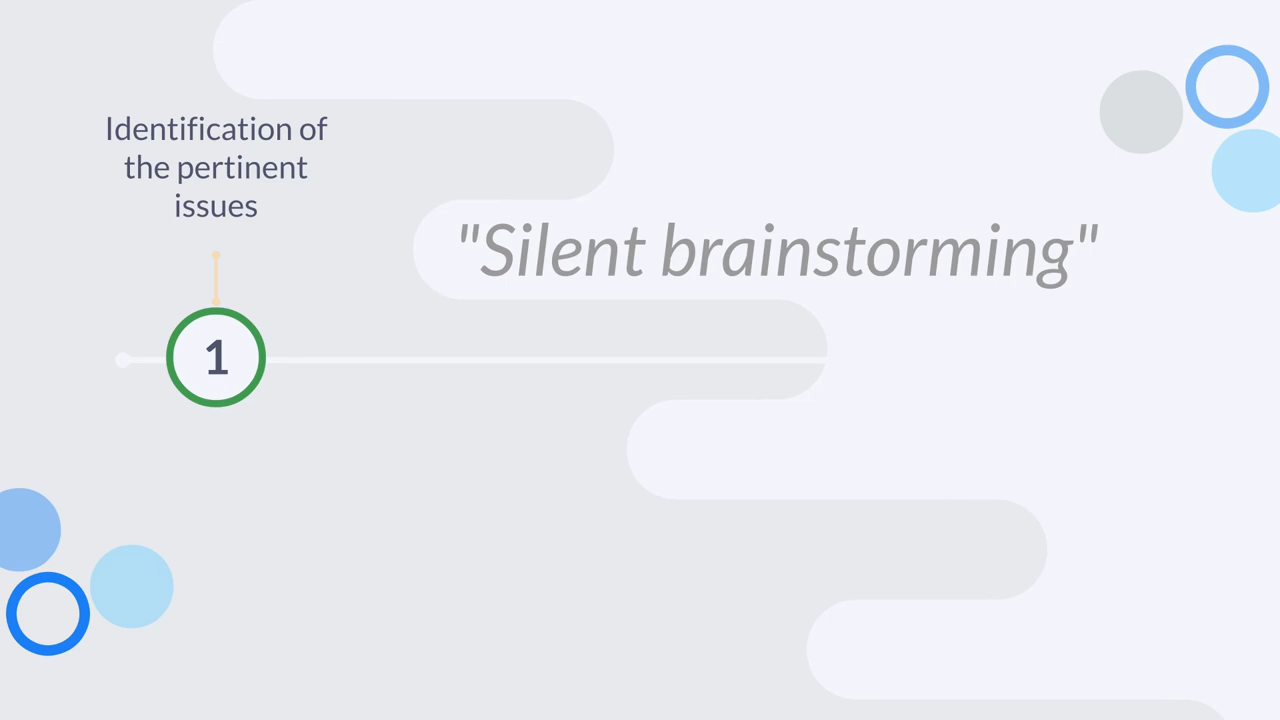 Identification of
the pertinent
issues
"Silent brainstorming"
1